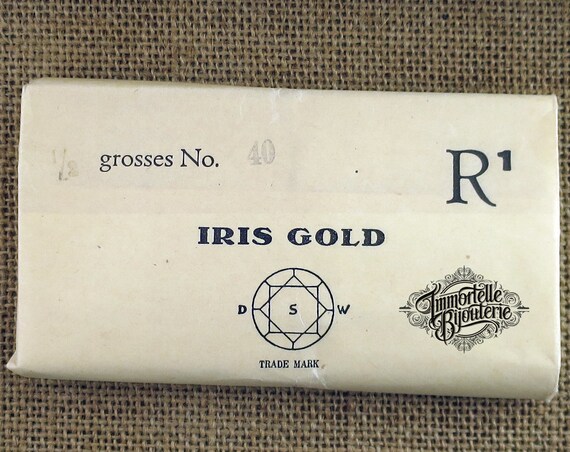 1/2 grosses No. 40
R¹
IRIS GOLD
D S W
TRADE MARK
Immortelle
Bijouterie